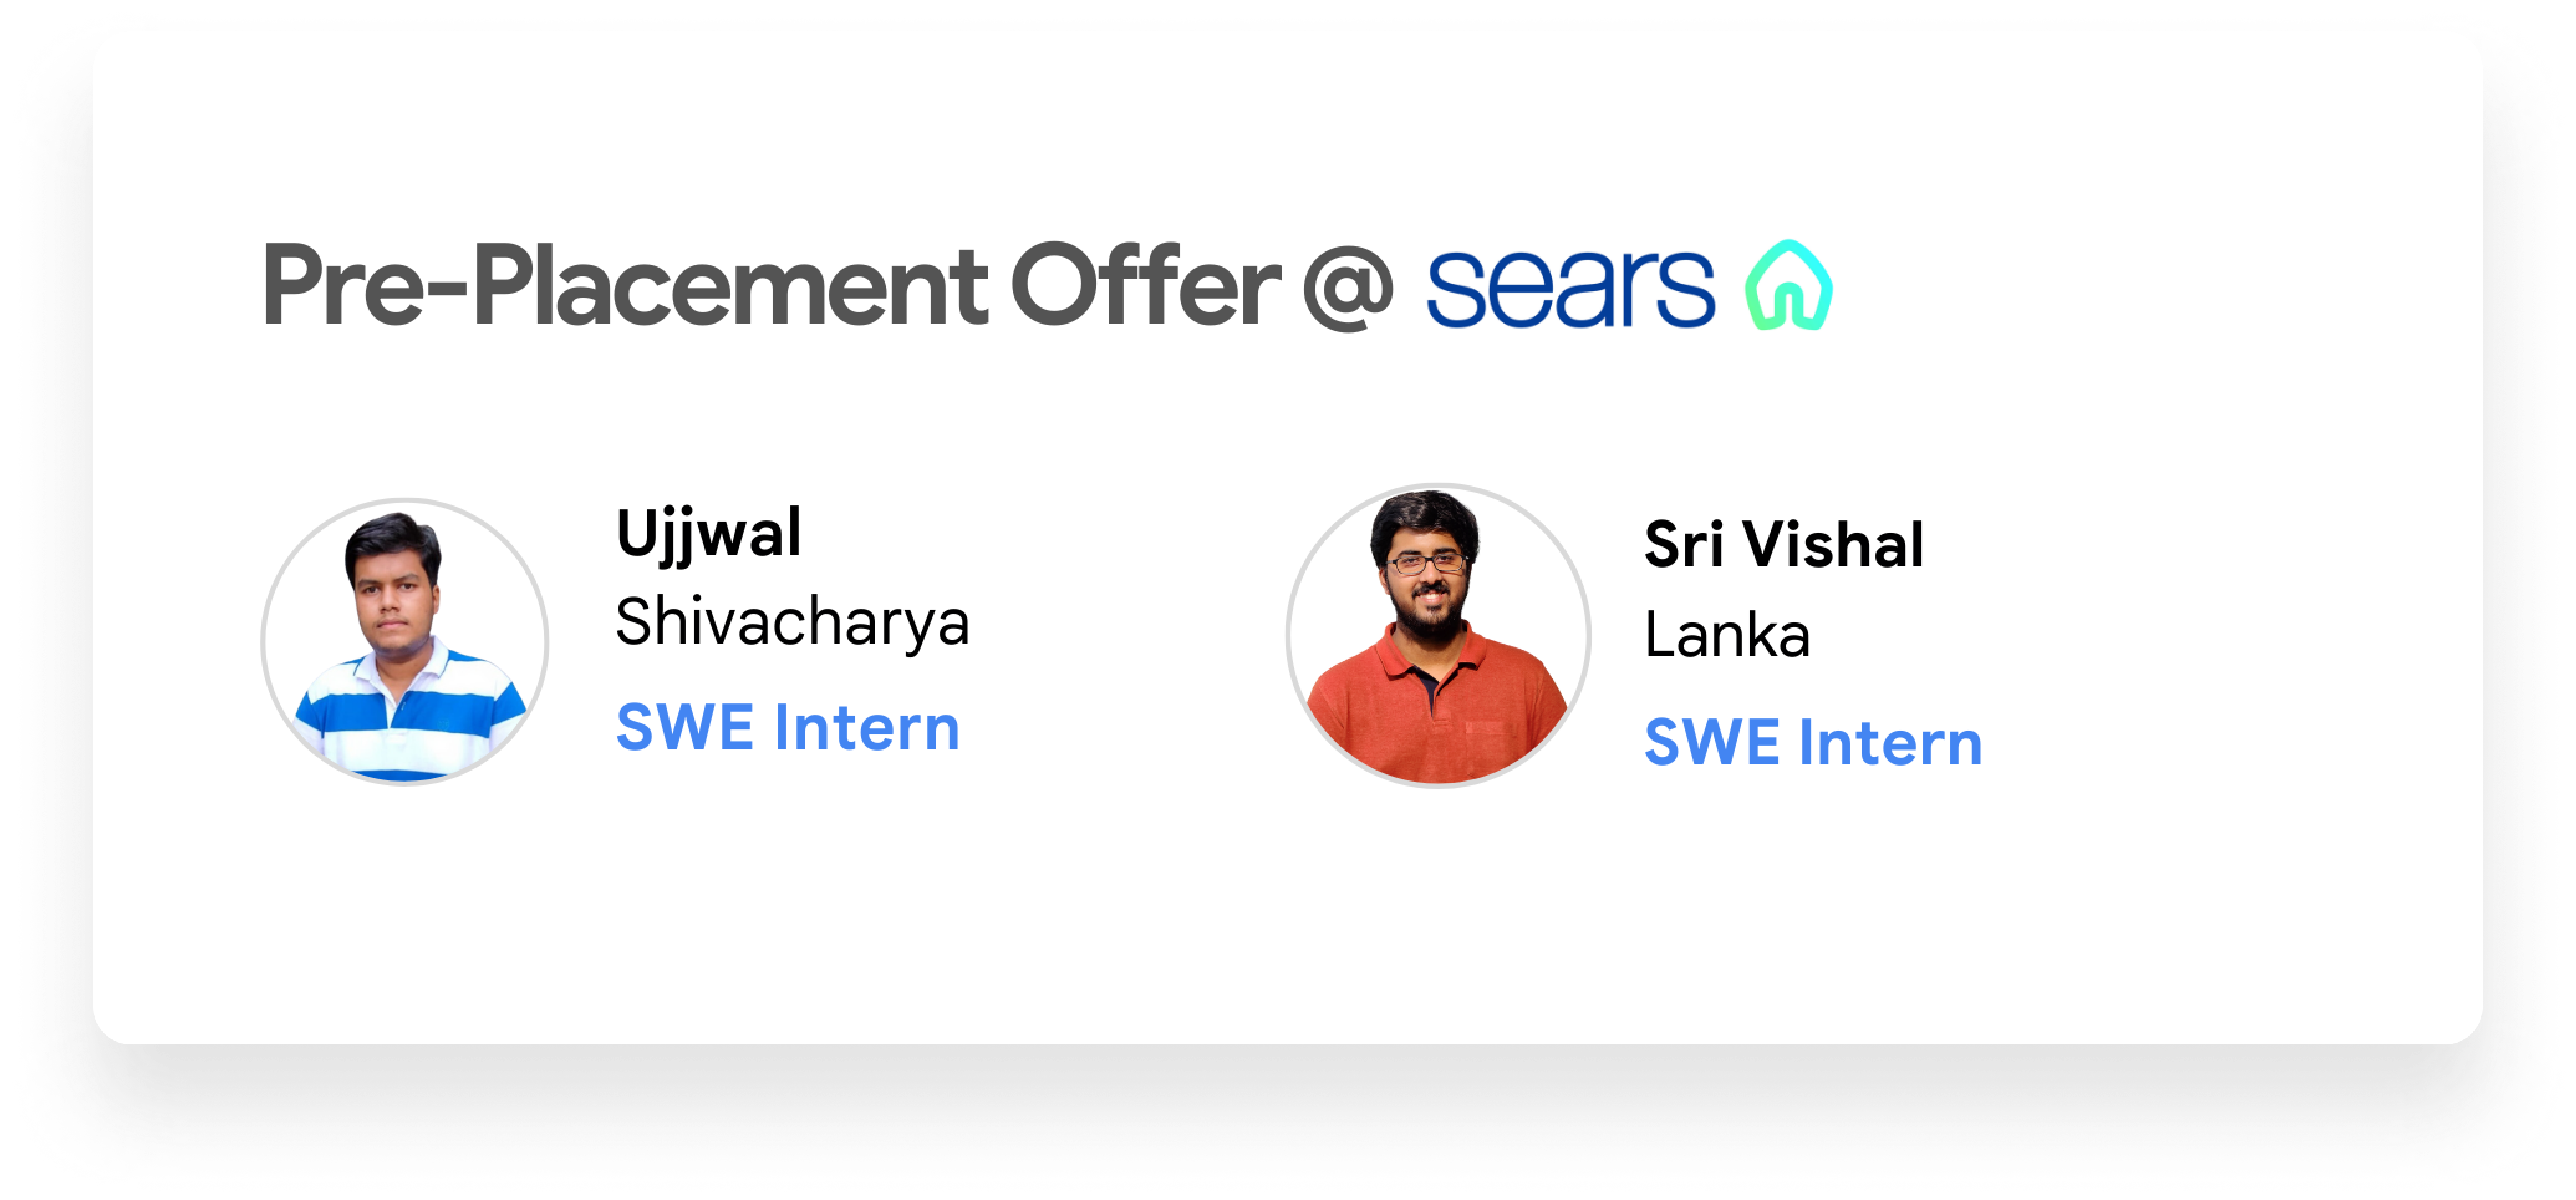 Pre-Placement Offer @ sears
Ujjwal
Shivacharya
SWE Intern
Sri Vishal
Lanka
SWE Intern